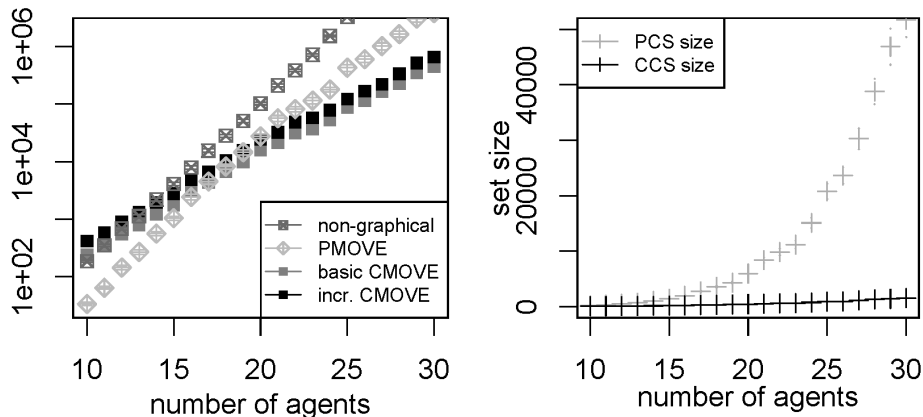 1e+06
1e+04
1e+02
non-graphical
PMOVE
basic CMOVE
incr. CMOVE
10 15 20 25 30
number of agents
PCS size
CCS size
40000
20000
0
set size
10 15 20 25 30
number of agents